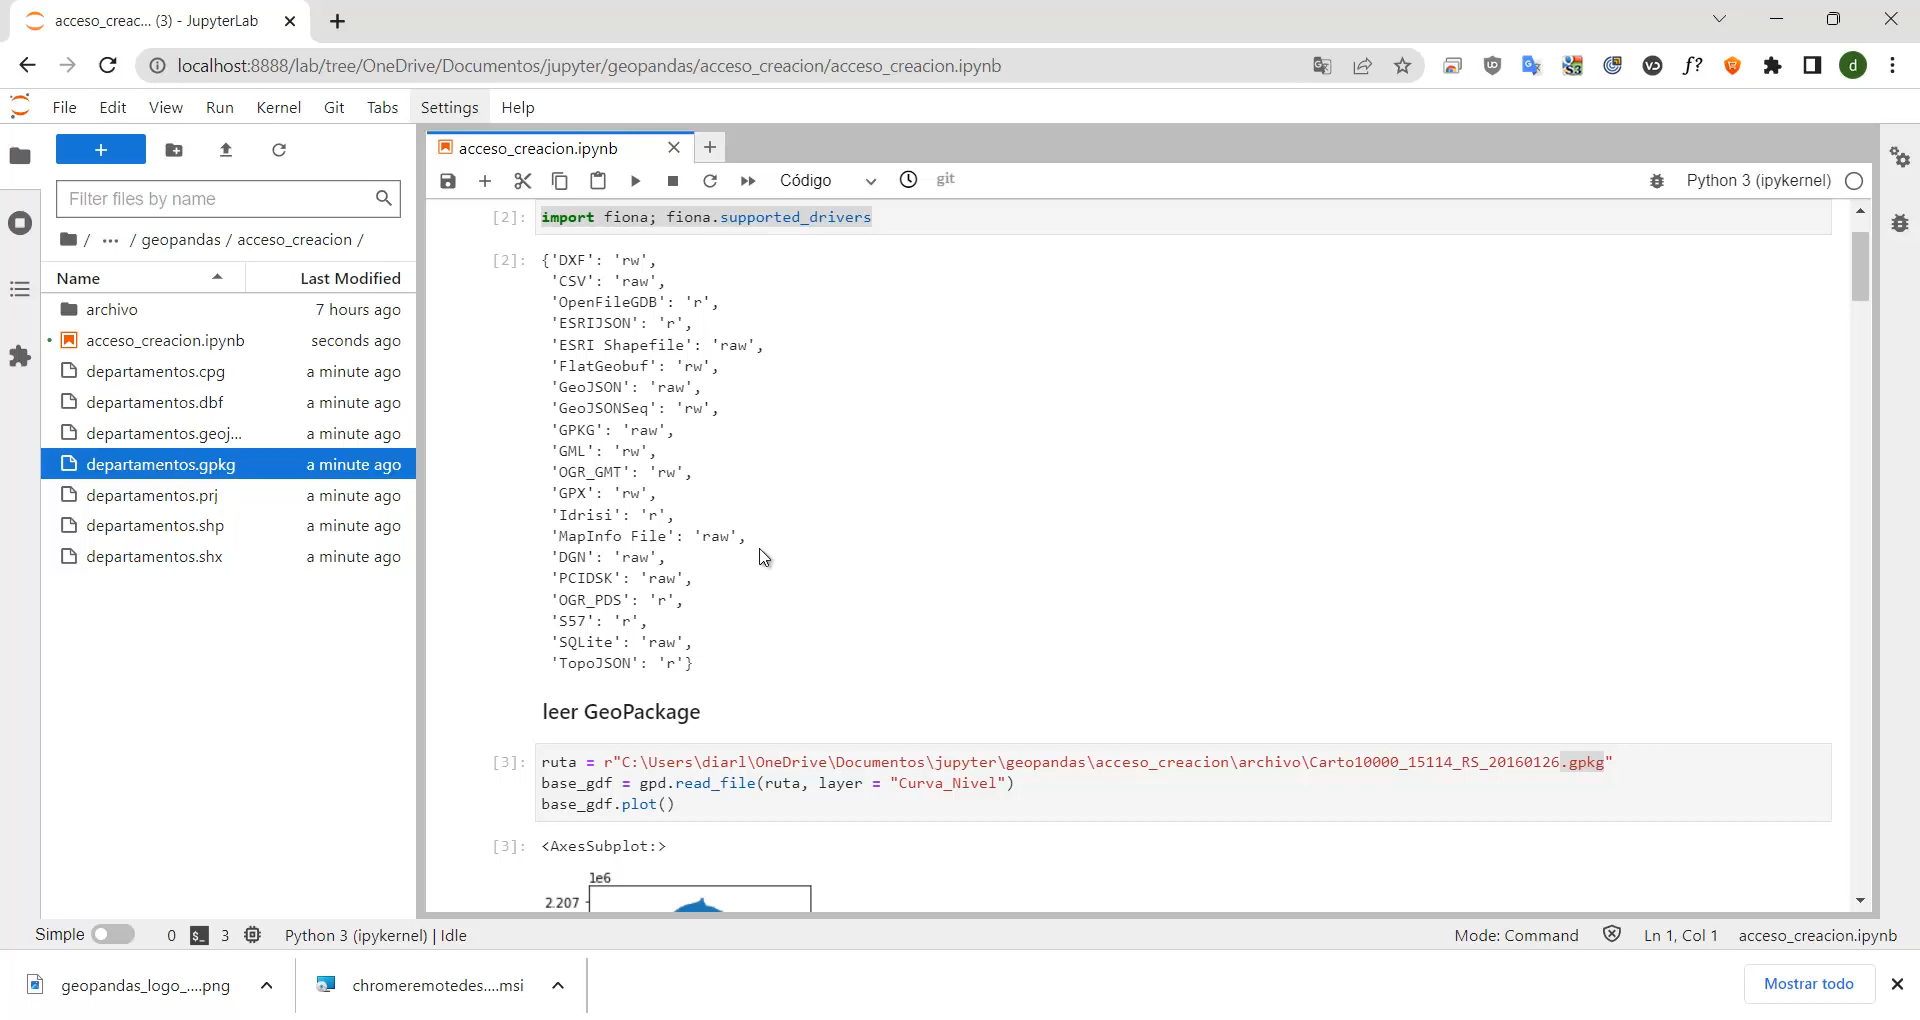 acceso_creac... (3) - JupyterLab
localhost:8888/lab/tree/OneDrive/Documentos/jupyter/geopandas/acceso_creacion/acceso_creacion.ipynb
f?
d
File Edit View Run Kernel Git Tabs Settings Help
+
Filter files by name
/ ... / geopandas / acceso_creacion /
Name Last Modified
archivo 7 hours ago
acceso_creacion.ipynb seconds ago
departamentos.cpg a minute ago
departamentos.dbf a minute ago
departamentos.geoj... a minute ago
departamentos.gpkg a minute ago
departamentos.prj a minute ago
departamentos.shp a minute ago
departamentos.shx a minute ago
acceso_creacion.ipynb
Código git Python 3 (ipykernel)
[2]: import fiona; fiona.supported_drivers
[2]: {'DXF': 'rw',
'CSV': 'raw',
'OpenFileGDB': 'r',
'ESRIJSON': 'r',
'ESRI Shapefile': 'raw',
'FlatGeobuf': 'rw',
'GeoJSON': 'raw',
'GeoJSONSeq': 'rw',
'GPKG': 'raw',
'GML': 'rw',
'OGR_GMT': 'rw',
'GPX': 'rw',
'Idrisi': 'r',
'MapInfo File': 'raw',
'DGN': 'raw',
'PCIDSK': 'raw',
'OGR_PDS': 'r',
'S57': 'r',
'SQLite': 'raw',
'TopoJSON': 'r'}
leer GeoPackage
[3]: ruta = r"C:\Users\diarl\OneDrive\Documentos\jupyter\geopandas\acceso_creacion\archivo\Carto10000_15114_RS_20160126.gpkg"
base_gdf = gpd.read_file(ruta, layer = "Curva_Nivel")
base_gdf.plot()
[3]: <AxesSubplot:>
1e6
2.207
Simple 0 3 Python 3 (ipykernel) | Idle Mode: Command Ln 1, Col 1 acceso_creacion.ipynb
geopandas_logo_....png chromeremotedes....msi Mostrar todo